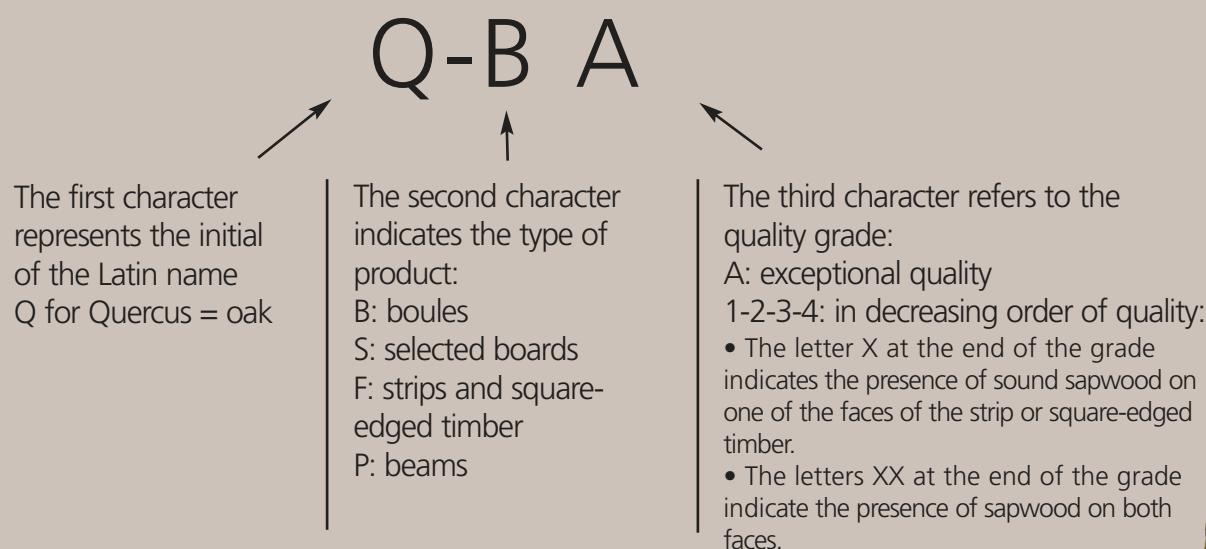 Q-B A
The first character
represents the initial
of the Latin name
Q for Quercus = oak
The second character
indicates the type of
product:
B: boules
S: selected boards
F: strips and square-
edged timber
P: beams
The third character refers to the
quality grade:
A: exceptional quality
1-2-3-4: in decreasing order of quality:
• The letter X at the end of the grade
indicates the presence of sound sapwood on
one of the faces of the strip or square-edged
timber.
• The letters XX at the end of the grade
indicate the presence of sapwood on both
faces.